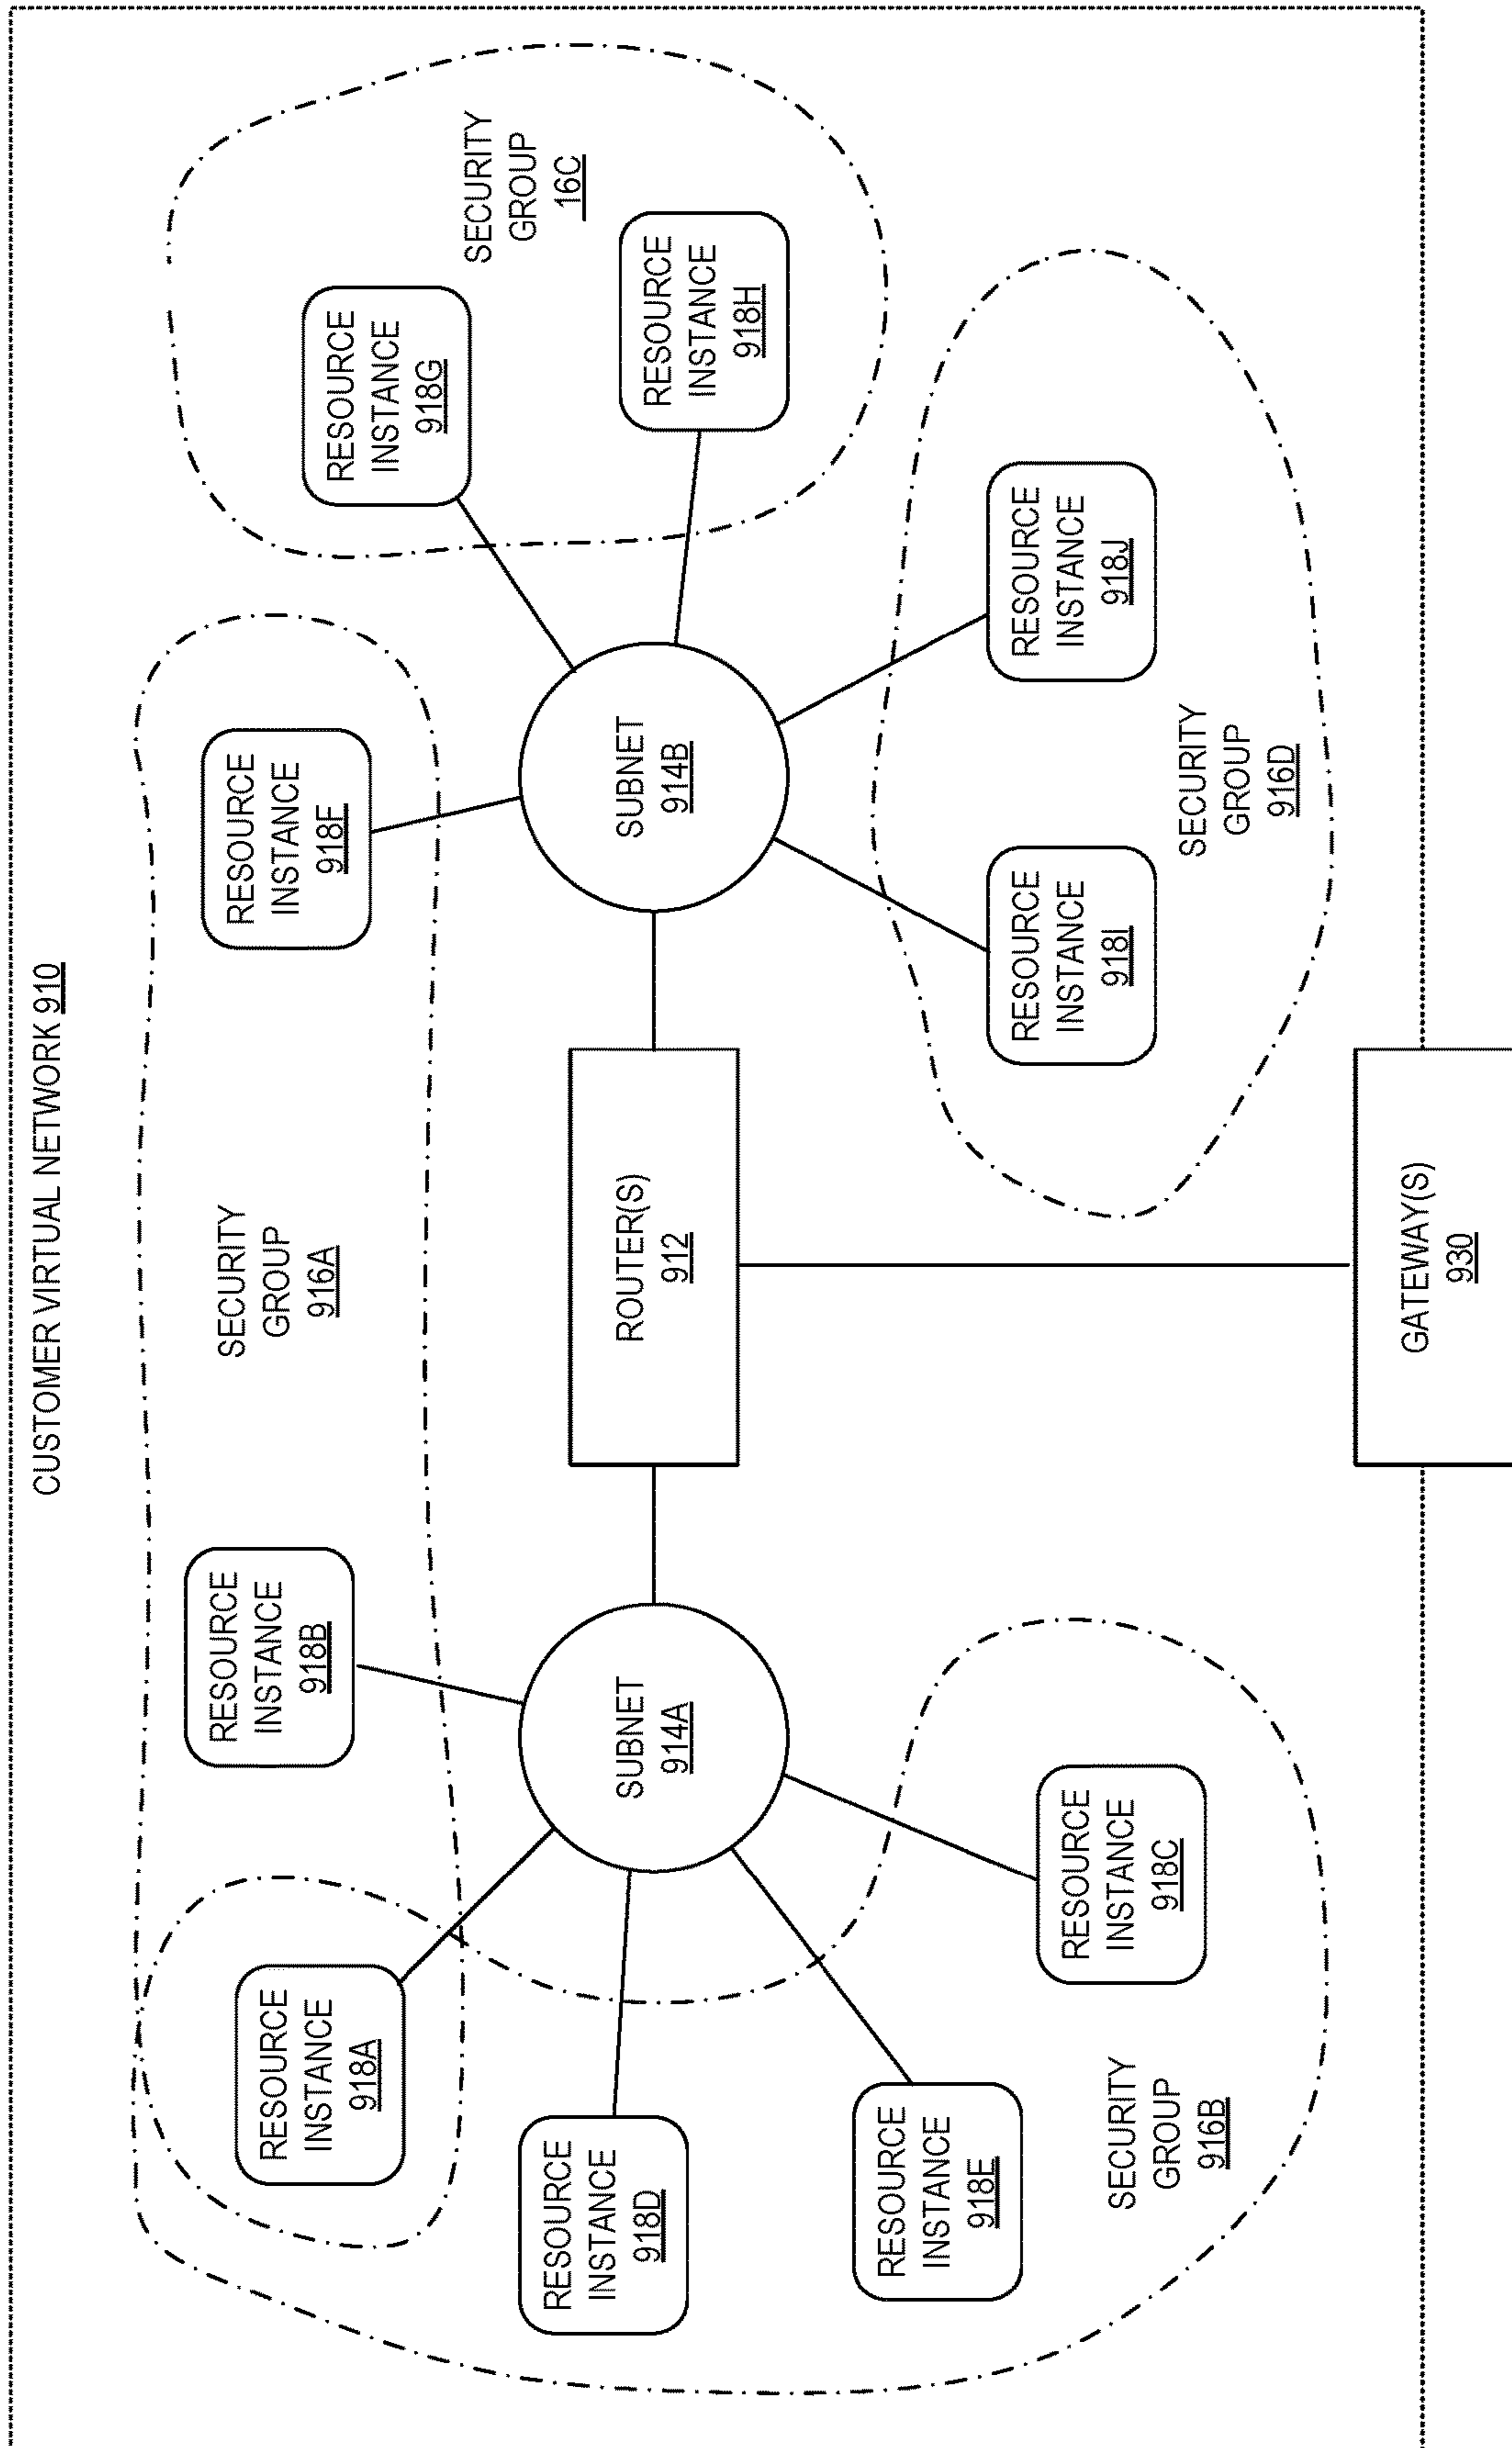 CUSTOMER VIRTUAL NETWORK 910
RESOURCE
INSTANCE
918A
RESOURCE
INSTANCE
918B
SECURITY
GROUP
916A
RESOURCE
INSTANCE
918F
RESOURCE
INSTANCE
918G
SECURITY
GROUP
16C
RESOURCE
INSTANCE
918D
SUBNET
914A
ROUTER(S)
912
SUBNET
914B
RESOURCE
INSTANCE
918H
RESOURCE
INSTANCE
918E
RESOURCE
INSTANCE
918C
RESOURCE
INSTANCE
918I
RESOURCE
INSTANCE
918J
SECURITY
GROUP
916B
SECURITY
GROUP
916D
GATEWAY(S)
930